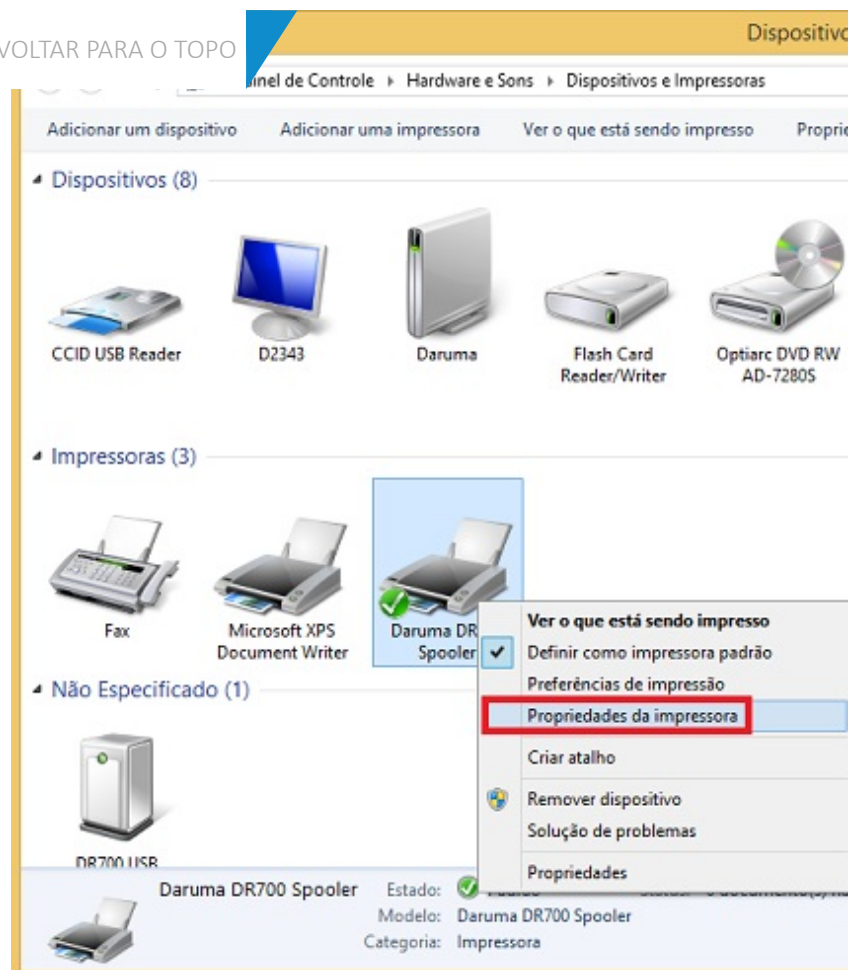 VOLTAR PARA O TOPO
Dispositivo
inel de Controle ▸ Hardware e Sons ▸ Dispositivos e Impressoras
Adicionar um dispositivo Adicionar uma impressora Ver o que está sendo impresso Proprie
Dispositivos (8)
CCID USB Reader
D2343
Daruma
Flash Card
Reader/Writer
Optiarc DVD RW
AD-7280S
Impressoras (3)
Fax
Microsoft XPS
Document Writer
Daruma DR
Spooler
Ver o que está sendo impresso
Definir como impressora padrão
Preferências de impressão
Propriedades da impressora
Criar atalho
Remover dispositivo
Solução de problemas
Propriedades
Não Especificado (1)
DR700 USB
Daruma DR700 Spooler
Estado:
Modelo: Daruma DR700 Spooler
Categoria: Impressora